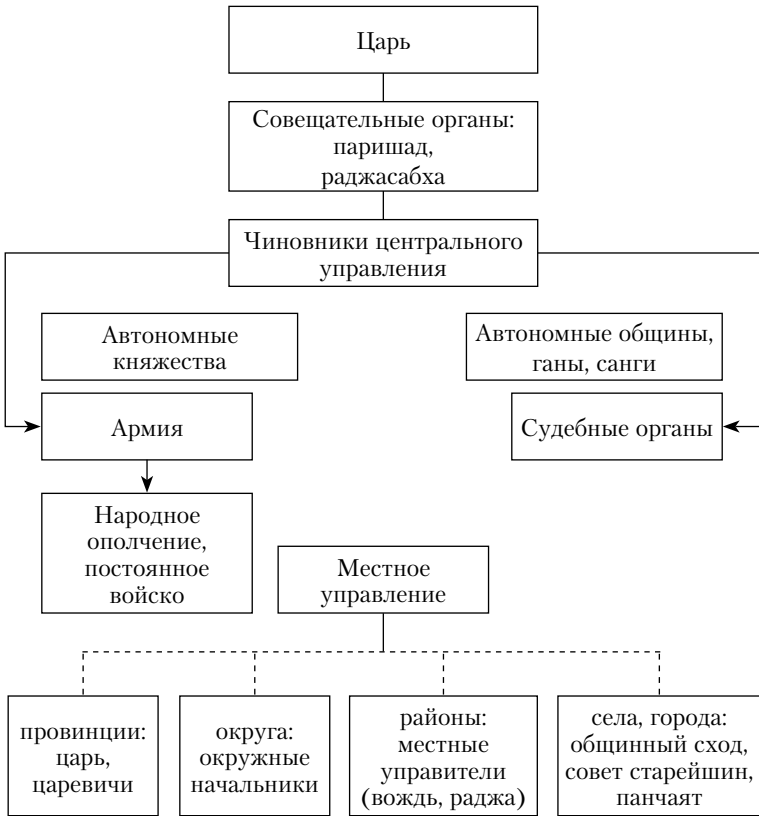 Царь
Совещательные органы:
паришад,
раджасабха
Чиновники центрального
управления
Автономные
княжества
Автономные общины,
ганы, санги
Армия
Судебные органы
Народное
ополчение,
постоянное
войско
Местное
управление
провинции:
царь,
царевичи
округа:
окружные
начальники
районы:
местные
управители
(вождь, раджа)
села, города:
общинный сход,
совет старейшин,
панчаят